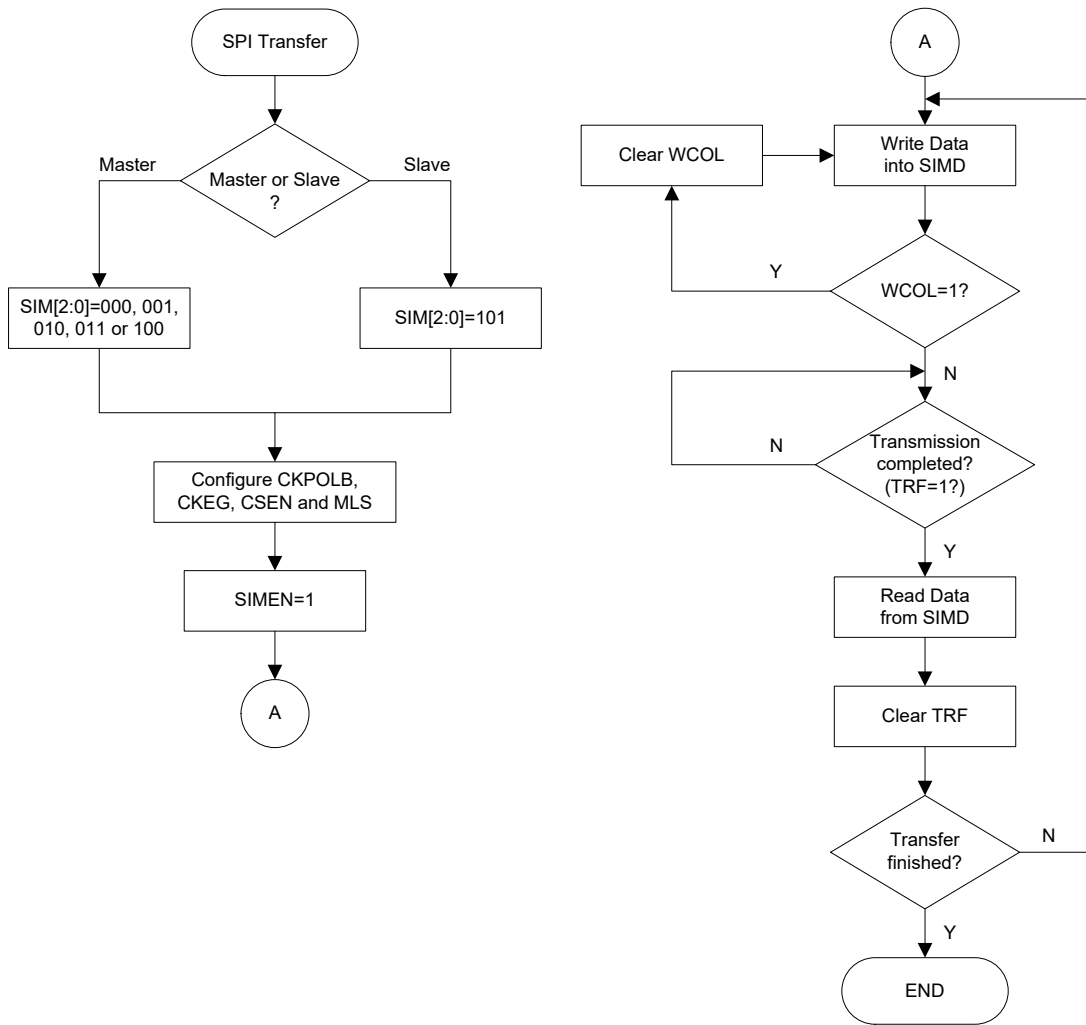 SPI Transfer
Master
Master or Slave
?
Slave
SIM[2:0]=000, 001,
010, 011 or 100
SIM[2:0]=101
Configure CKPOLB,
CKEG, CSEN and MLS
SIMEN=1
A
A
Clear WCOL
Write Data
into SIMD
Y
WCOL=1?
N
N
Transmission
completed?
(TRF=1?)
Y
Read Data
from SIMD
Clear TRF
Transfer
finished?
N
Y
END